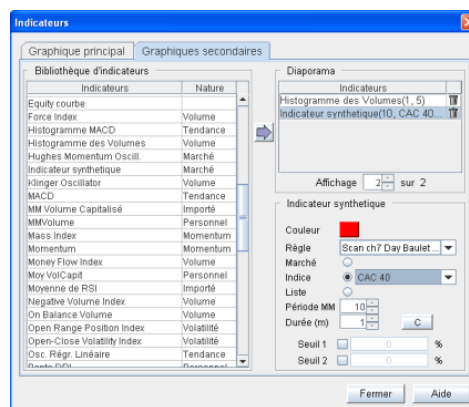 Indicateurs
Graphique principal Graphiques secondaires
Bibliothèque d'indicateurs
Indicateurs Nature
Equity courbe
Force Index Volume
Histogramme MACD Tendance
Histogramme des Volumes Volume
Hughes Momentum Oscill. Marché
Indicateur synthetique Marché
Klinger Oscillator Volume
MACD Tendance
MM Volume Capitalisé Importé
MMVolume Personnel
Mass Index Momentum
Momentum Momentum
Money Flow Index Volume
Moy VolCapit Personnel
Moyenne de RSI Importé
Negative Volume Index Volume
On Balance Volume Volume
Open Range Position Index Volatilité
Open-Close Volatility Index Volatilité
Osc. Régr. Linéaire Tendance
Diaporama
Indicateurs
Histogramme des Volumes(1, 5)
Indicateur synthetique(10, CAC 40...
Affichage 2 sur 2
Indicateur synthetique
Couleur
Règle Scan ch7 Day Baulet ...
Marché
Indice CAC 40
Liste
Période MM 10
Durée (m) 1 C
Seuil 1 0 %
Seuil 2 0 %
Fermer Aide